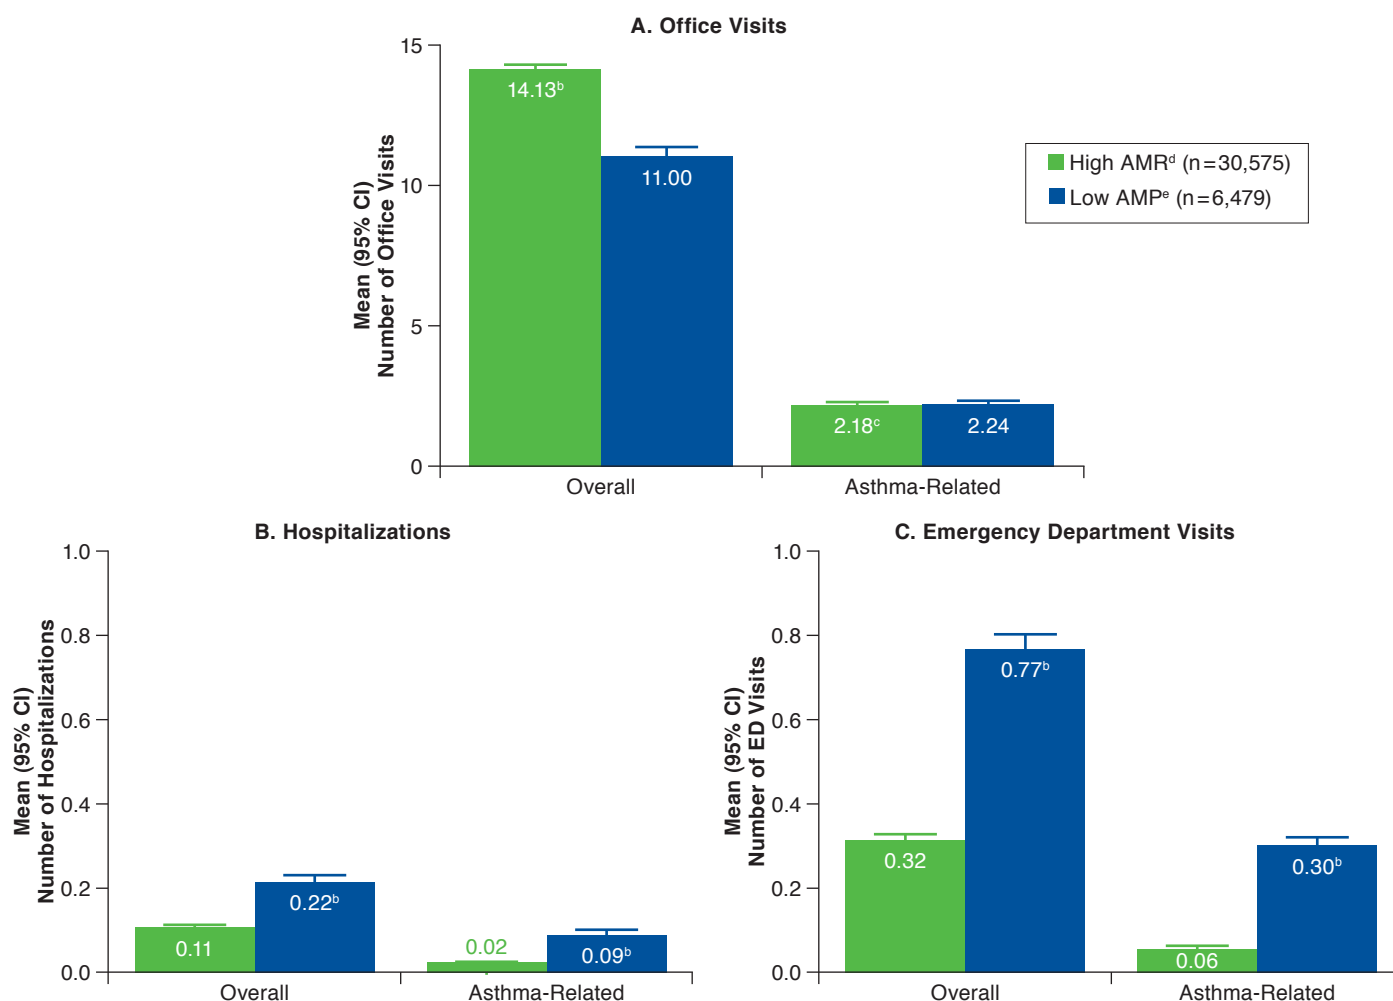 A. Office Visits
Mean (95% CI)
Number of Office Visits
15
10
5
0
14.13ᵇ
11.00
2.18ᶜ
2.24
Overall
Asthma-Related
High AMRᵈ (n=30,575)
Low AMPᵉ (n=6,479)
B. Hospitalizations
Mean (95% CI)
Number of Hospitalizations
1.0
0.8
0.6
0.4
0.2
0.0
0.11
0.22ᵇ
0.02
0.09ᵇ
Overall
Asthma-Related
C. Emergency Department Visits
Mean (95% CI)
Number of ED Visits
1.0
0.8
0.6
0.4
0.2
0.0
0.32
0.77ᵇ
0.06
0.30ᵇ
Overall
Asthma-Related